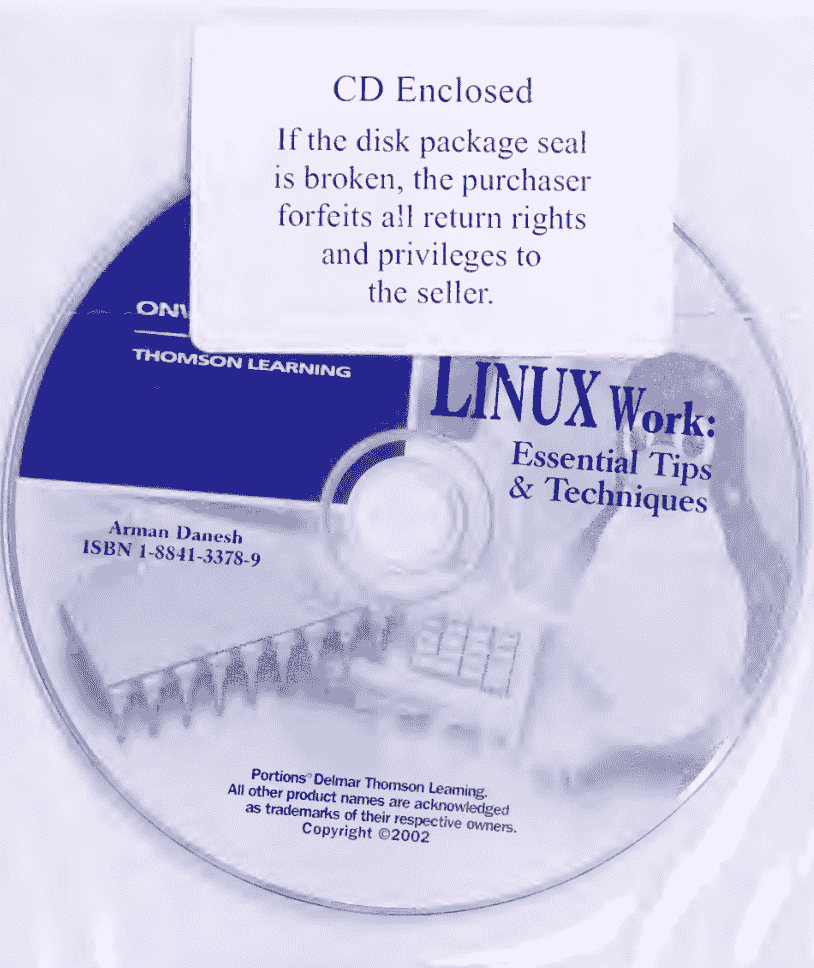 CD Enclosed
If the disk package seal
is broken, the purchaser
forfeits all return rights
and privileges to
the seller.
THOMSON LEARNING
LINUX Work:
Essential Tips
& Techniques
Arman Danesh
ISBN 1-8841-3378-9
Portions Delmar Thomson Learning.
All other product names are acknowledged
as trademarks of their respective owners.
Copyright ©2002